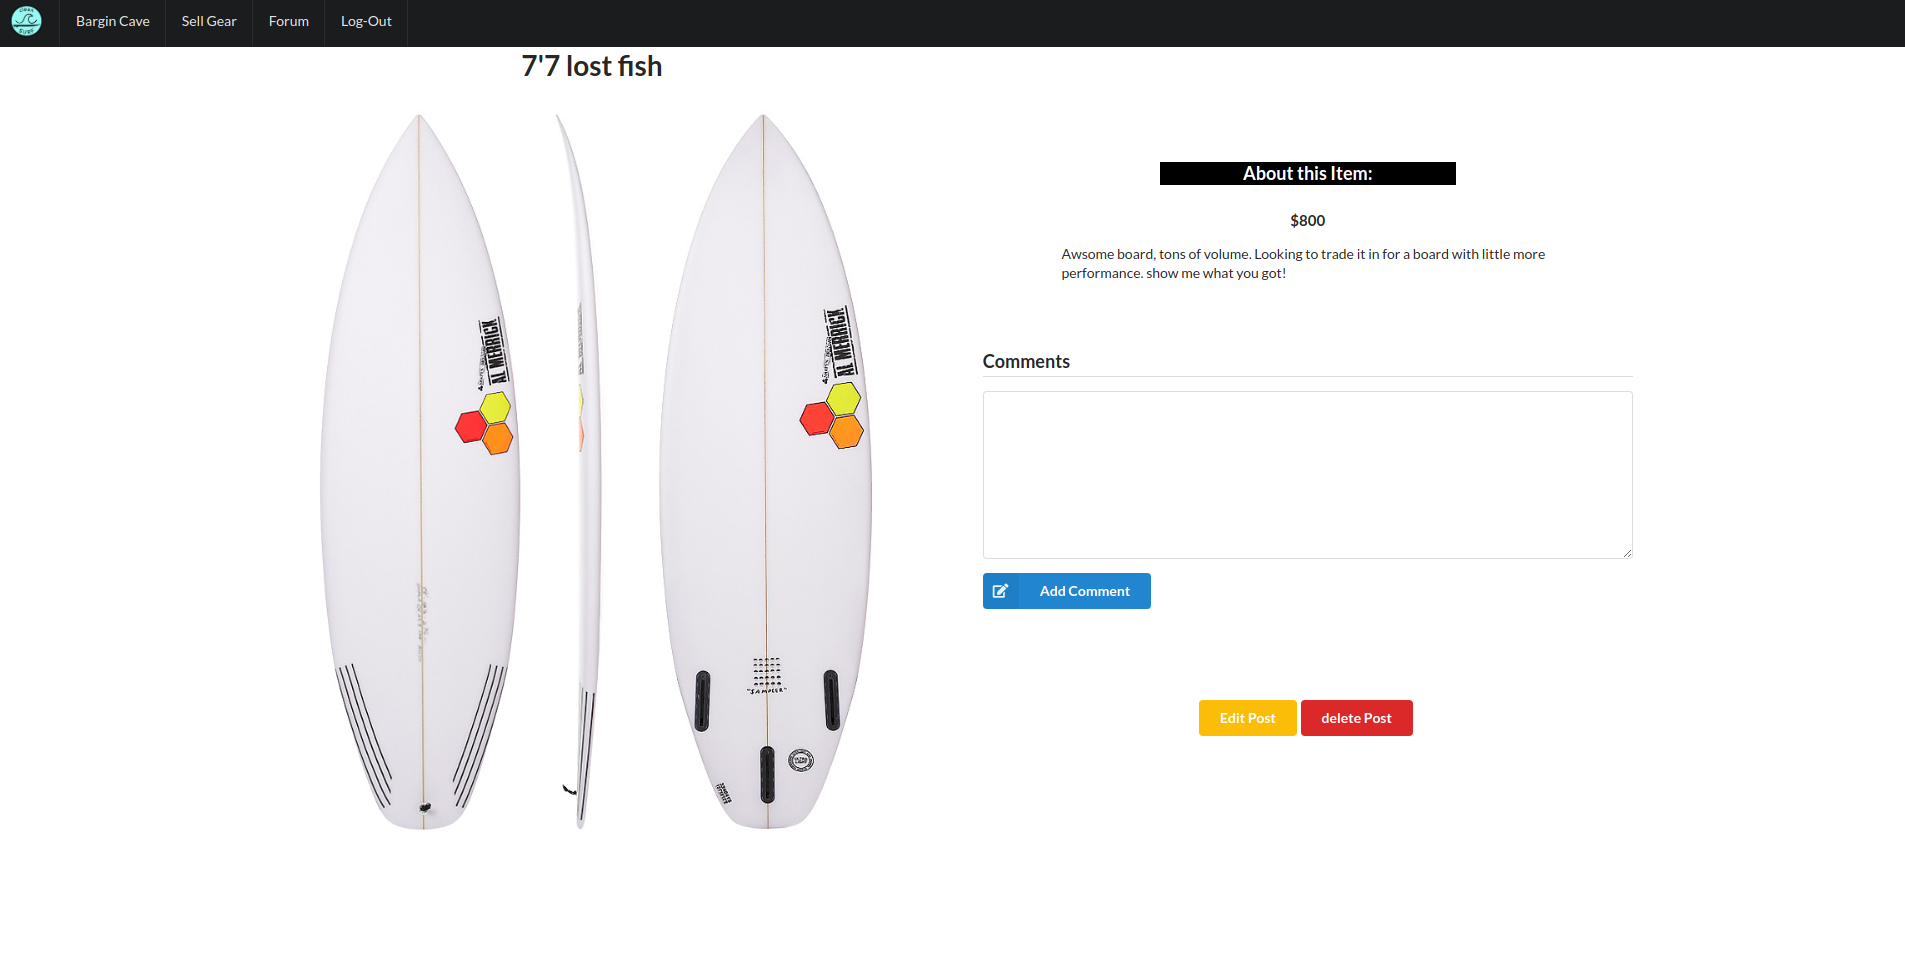 Bargin Cave
Sell Gear
Forum
Log-Out
7'7 lost fish
AL MERRICK
AL MERRICK
"SAMPLER"
About this Item:
$800
Awsome board, tons of volume. Looking to trade it in for a board with little more
performance. show me what you got!
Comments
Add Comment
Edit Post
delete Post